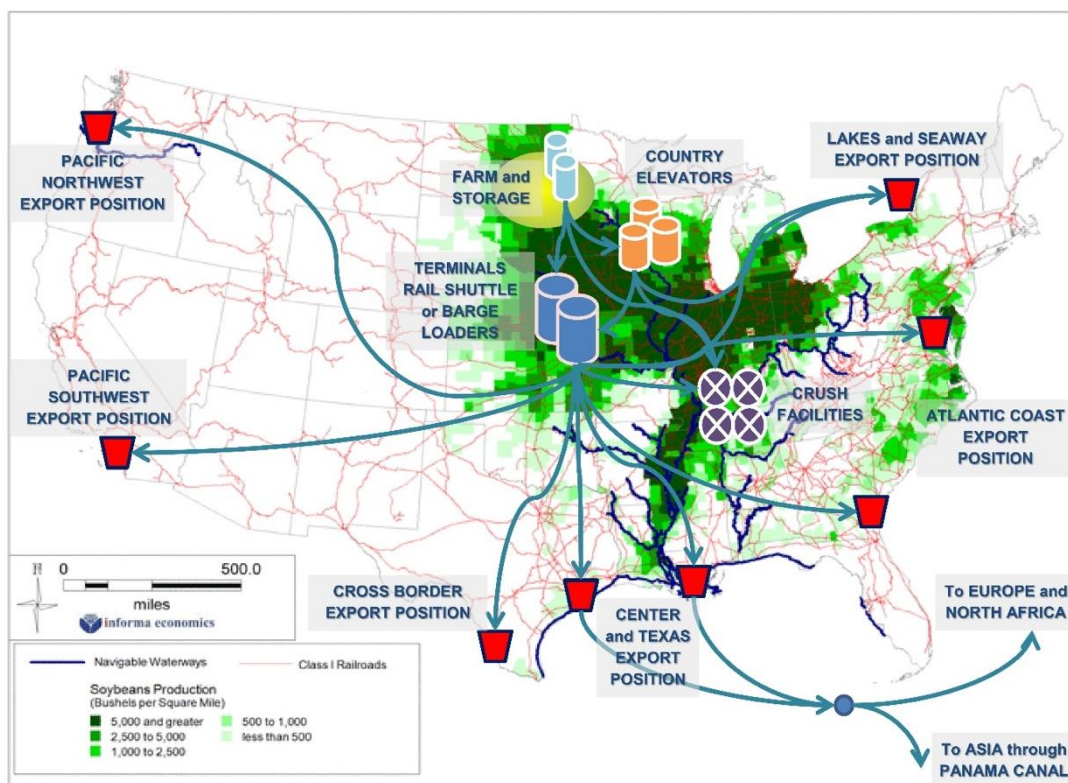 PACIFIC
NORTHWEST
EXPORT POSITION
FARM and
STORAGE
COUNTRY
ELEVATORS
LAKES and SEAWAY
EXPORT POSITION
TERMINALS
RAIL SHUTTLE
or BARGE
LOADERS
PACIFIC
SOUTHWEST
EXPORT POSITION
CRUSH
FACILITIES
ATLANTIC COAST
EXPORT
POSITION
CROSS BORDER
EXPORT POSITION
CENTER
and TEXAS
EXPORT
POSITION
To EUROPE and
NORTH AFRICA
To ASIA through
PANAMA CANAL
N
0 500.0
miles
informa economics
Navigable Waterways Class I Railroads
Soybeans Production
(Bushels per Square Mile)
5,000 and greater 500 to 1,000
2,500 to 5,000 less than 500
1,000 to 2,500